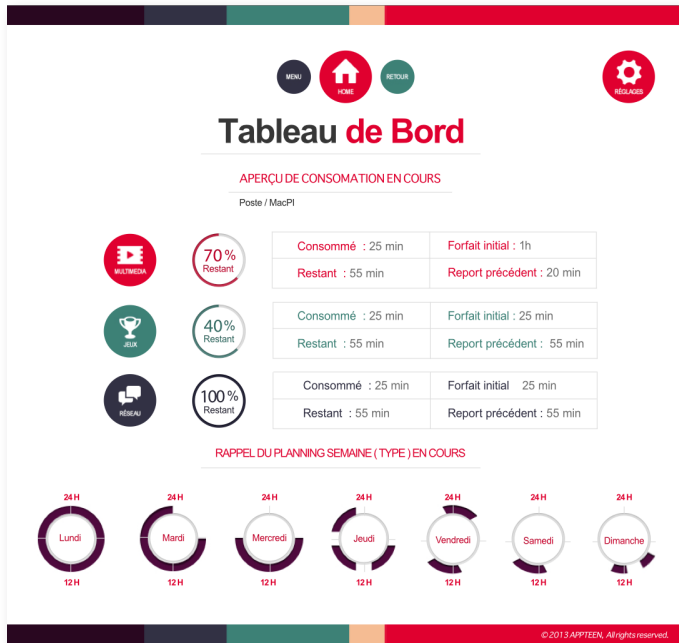 MENU
HOME
RETOUR
RÉGLAGES
Tableau de Bord
APERÇU DE CONSOMATION EN COURS
Poste / MacPI
MULTIMEDIA
70 %
Restant
Consommé : 25 min
Forfait initial : 1h
Restant : 55 min
Report précédent : 20 min
JEUX
40%
Restant
Consommé : 25 min
Forfait initial : 25 min
Restant : 55 min
Report précédent : 55 min
RÉSEAU
100 %
Restant
Consommé : 25 min
Forfait initial 25 min
Restant : 55 min
Report précédent : 55 min
RAPPEL DU PLANNING SEMAINE ( TYPE ) EN COURS
24 H 24 H 24 H 24 H 24 H 24 H 24 H
Lundi Mardi Mercredi Jeudi Vendredi Samedi Dimanche
12 H 12 H 12 H 12 H 12 H 12 H 12 H
© 2013 APPTEEN, All rights reserved.